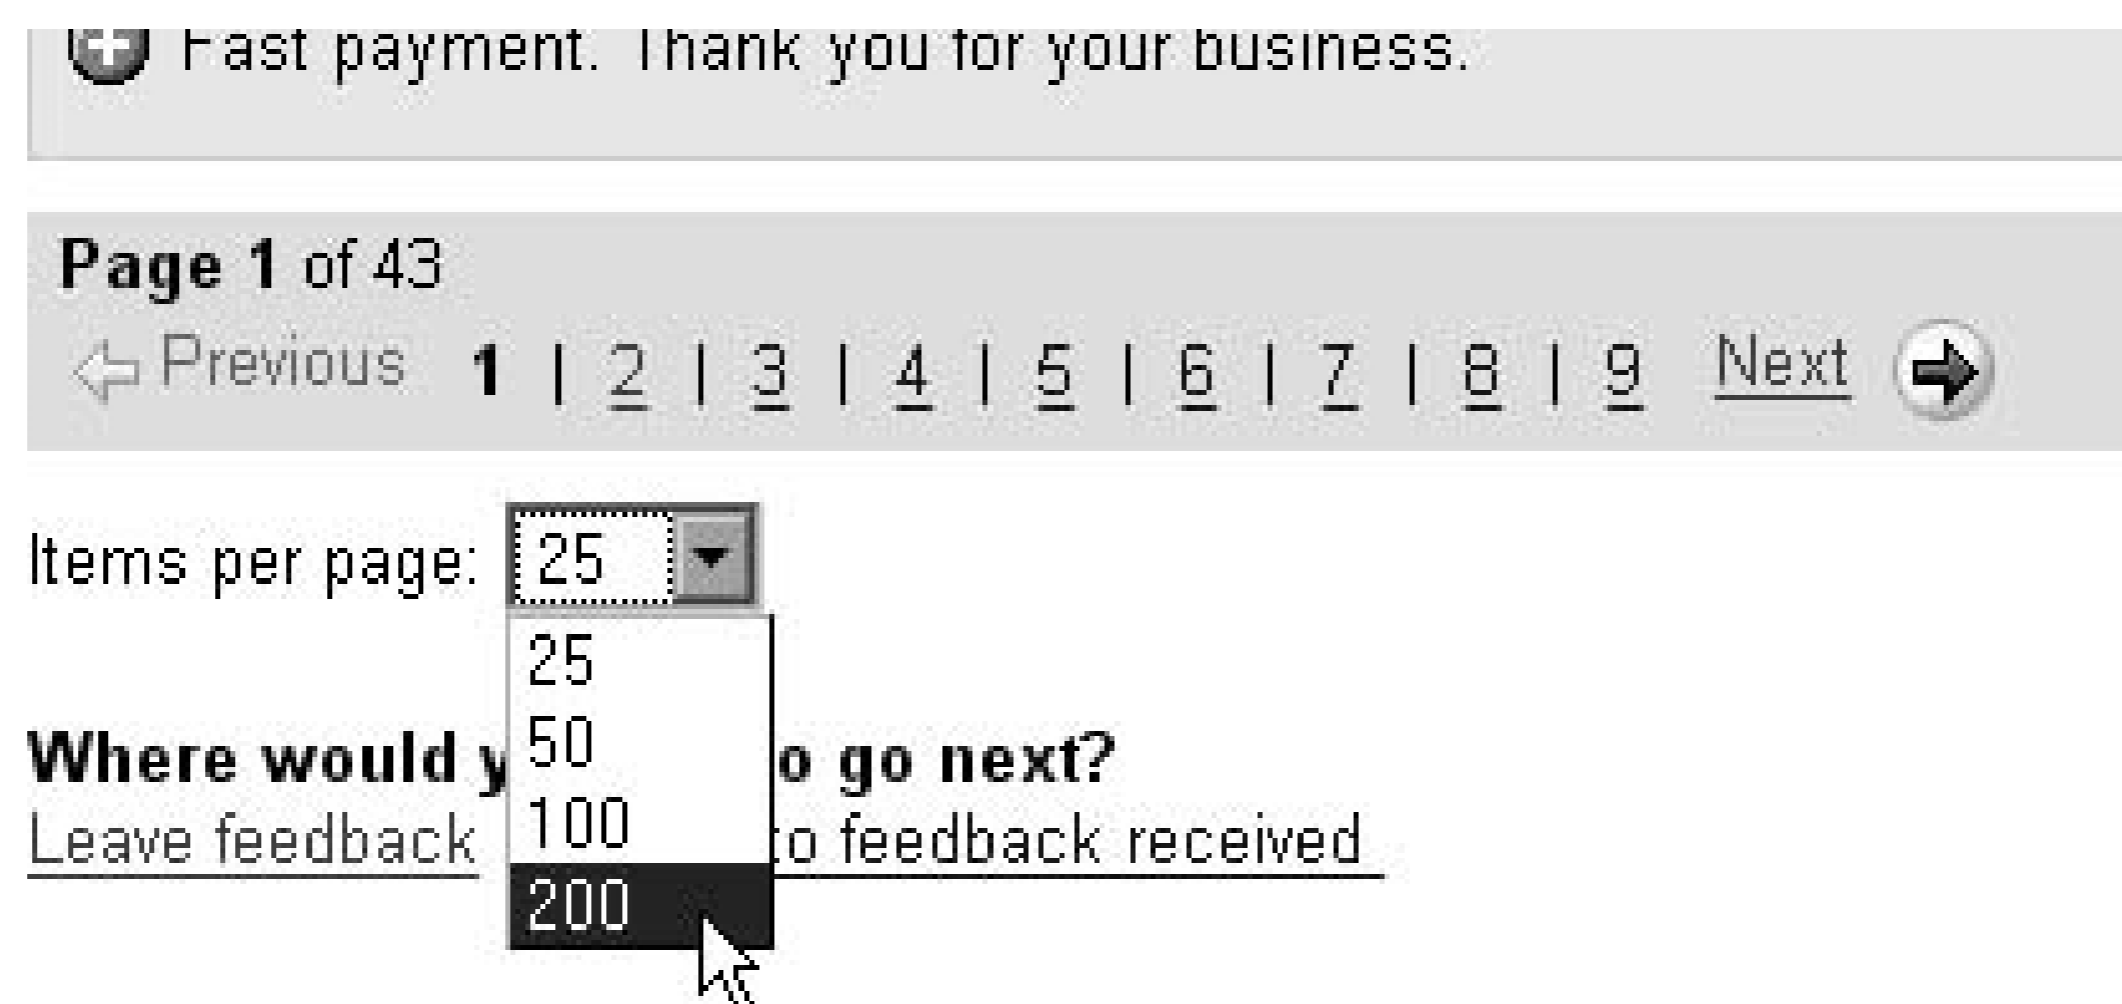 Fast payment. Thank you for your business.
Page 1 of 43
Previous 1 | 2 | 3 | 4 | 5 | 6 | 7 | 8 | 9 Next
Items per page: 25
25
50
100
200
Where would y o go next?
Leave feedback to feedback received